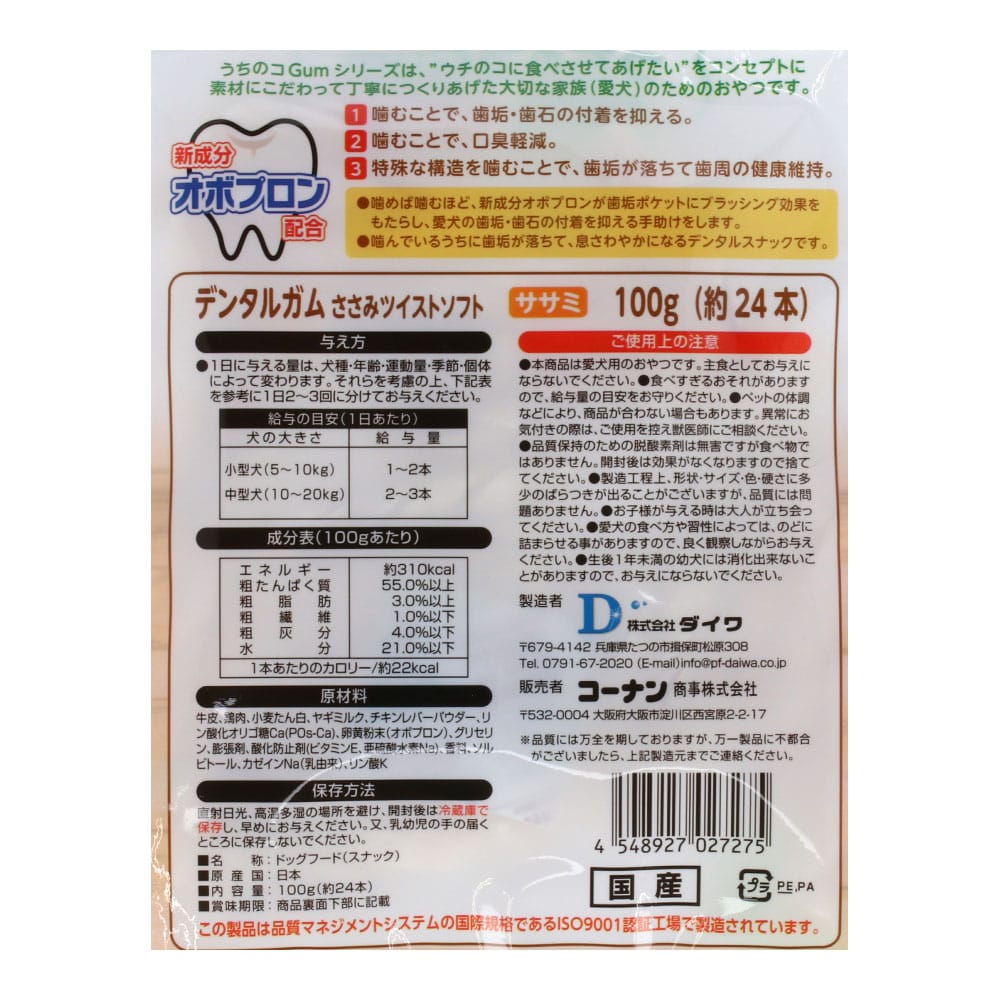 うちのコGumシリーズは、"ウチのコに食べさせてあげたい"をコンセプトに
素材にこだわって丁寧につくりあげた大切な家族(愛犬)のためのおやつです。
新成分
オボプロン
配合
1 噛むことで、歯垢・歯石の付着を抑える。
2 噛むことで、口臭軽減。
3 特殊な構造を噛むことで、歯垢が落ちて歯周の健康維持。
●噛めば噛むほど、新成分オボプロンが歯垢ポケットにブラッシング効果を
もたらし、愛犬の歯垢・歯石の付着を抑える手助けをします。
●噛んでいるうちに歯垢が落ちて、息さわやかになるデンタルスナックです。
デンタルガム ささみツイストソフト ササミ 100g (約24本)
与え方
●1日に与える量は、犬種・年齢・運動量・季節・個体
によって変わります。それらを考慮の上、下記表
を参考に1日2〜3回に分けてお与えください。
給与の目安(1日あたり)
犬の大きさ 給与量
小型犬(5〜10kg) 1〜2本
中型犬(10〜20kg) 2〜3本
成分表(100gあたり)
エネルギー 約310kcal
粗たんぱく質 55.0%以上
粗脂肪 3.0%以上
粗繊維 1.0%以下
粗灰分 4.0%以下
水分 21.0%以下
1本あたりのカロリー/約22kcal
原材料
牛皮、鶏肉、小麦たん白、ヤギミルク、チキンレバーパウダー、リ
ン酸化オリゴ糖Ca(POs-Ca)、卵黄粉末(オボプロン)、グリセリ
ン、膨張剤、酸化防止剤(ビタミンE、亜硫酸水素Na)、香料、ソル
ビトール、カゼインNa(乳由来)、リン酸K
保存方法
直射日光、高温多湿の場所を避け、開封後は冷蔵庫で
保存し、早めにお与えください。又、乳幼児の手の届く
ところに保存しないでください。
■名称:ドッグフード(スナック)
■原産国:日本
■内容量:100g(約24本)
■賞味期限:商品裏面下部に記載
ご使用上の注意
●本商品は愛犬用のおやつです。主食としてお与えに
ならないでください。●食べすぎるおそれがあります
ので、給与量の目安をお守りください。●ペットの体調
などにより、商品が合わない場合もあります。異常にお
気付きの際は、ご使用を控え獣医師にご相談ください。
●品質保持のための脱酸素剤は無害ですが食べ物で
はありません。開封後は効果がなくなりますので捨て
てください。●製造工程上、形状・サイズ・色・硬さに多
少のばらつきが出ることがございますが、品質には問
題ありません。●お子様が与える時は大人が立ち会っ
てください。●愛犬の食べ方や習性によっては、のどに
詰まらせる事がありますので、良く観察しながらお与え
ください。●生後1年未満の幼犬には消化出来ないこ
とがありますので、お与えにならないでください。
製造者 D 株式会社ダイワ
〒679-4142 兵庫県たつの市揖保町松原308
Tel. 0791-67-2020 (E-mail)info@pf-daiwa.co.jp
販売者 コーナン商事株式会社
〒532-0004 大阪府大阪市淀川区西宮原2-2-17
※品質には万全を期しておりますが、万一製品に不都合
がございましたら、上記製造元までご連絡ください。
4 548927 027275
国産
プラ PE,PA
この製品は品質マネジメントシステムの国際規格であるISO9001認証工場で製造されています。